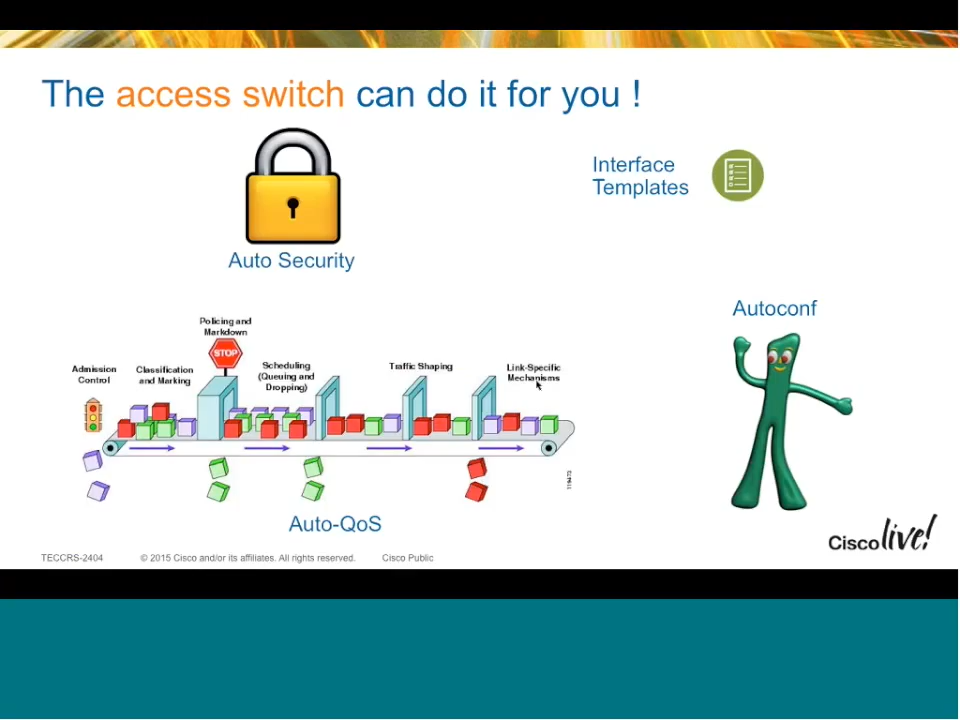 The access switch can do it for you !
Interface
Templates
Auto Security
Autoconf
Policing and
Markdown
STOP
Admission
Control
Classification
and Marking
Scheduling
(Queuing and
Dropping)
Traffic Shaping
Link-Specific
Mechanisms
Auto-QoS
TECCRS-2404
© 2015 Cisco and/or its affiliates. All rights reserved.
Cisco Public
Cisco live!